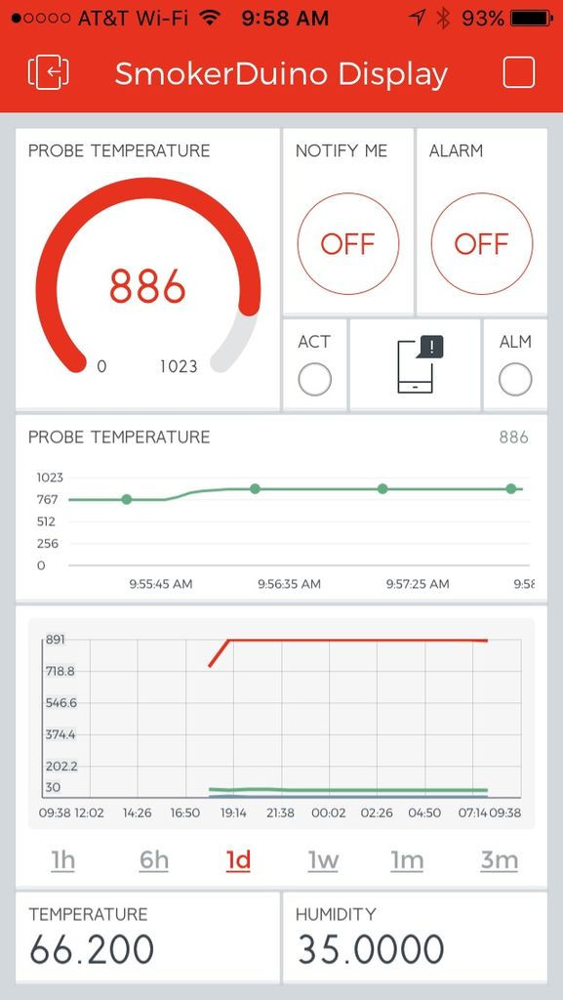 AT&T Wi-Fi 9:58 AM 93%
SmokerDuino Display
PROBE TEMPERATURE
NOTIFY ME
ALARM
886
OFF
OFF
0 1023
ACT
!
ALM
PROBE TEMPERATURE 886
1023
767
512
256
0
9:55:45 AM 9:56:35 AM 9:57:25 AM 9:58
891
718.8
546.6
374.4
202.2
30
09:38 12:02 14:26 16:50 19:14 21:38 00:02 02:26 04:50 07:14 09:38
1h 6h 1d 1w 1m 3m
TEMPERATURE
66.200
HUMIDITY
35.0000